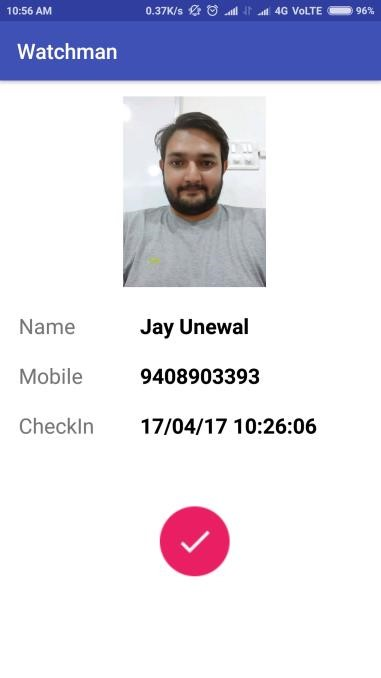 10:56 AM 0.37K/s 4G VoLTE 96%
Watchman
Name Jay Unewal
Mobile 9408903393
CheckIn 17/04/17 10:26:06